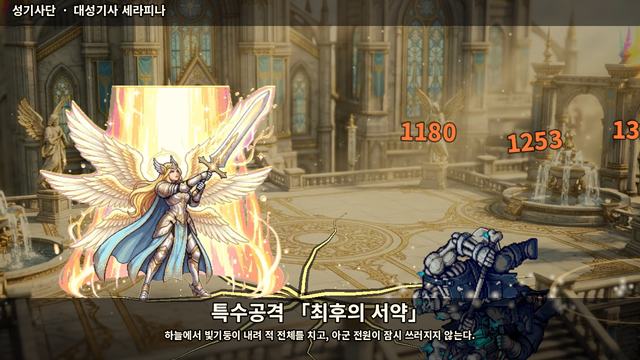 성기사단 · 대성기사 세라피나
1180
1253
13
특수공격 「최후의 서약」
하늘에서 빛기둥이 내려 적 전체를 치고, 아군 전원이 잠시 쓰러지지 않는다.